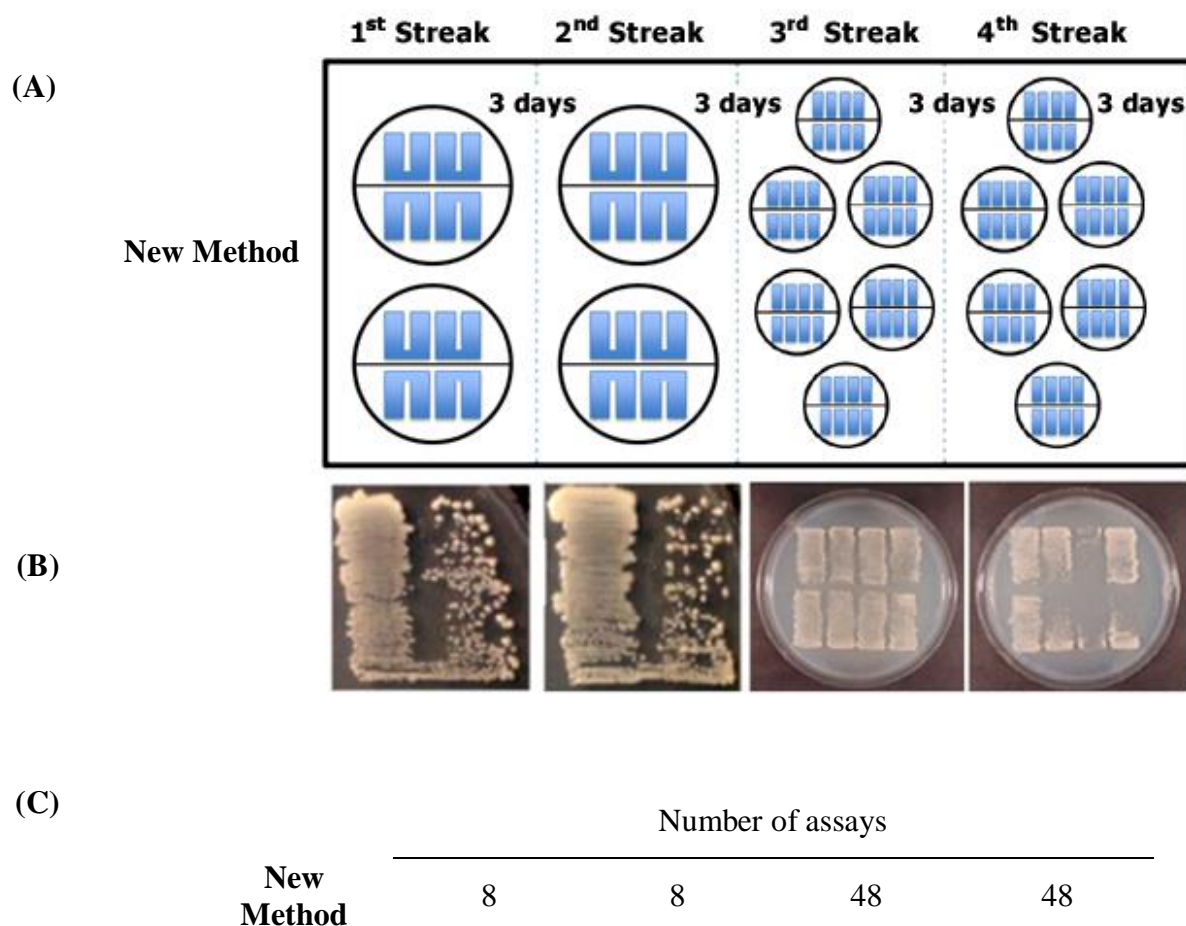 1st Streak 2nd Streak 3rd Streak 4th Streak
(A)
3 days 3 days 3 days 3 days
New Method
(B)
(C)
Number of assays
New
Method 8 8 48 48